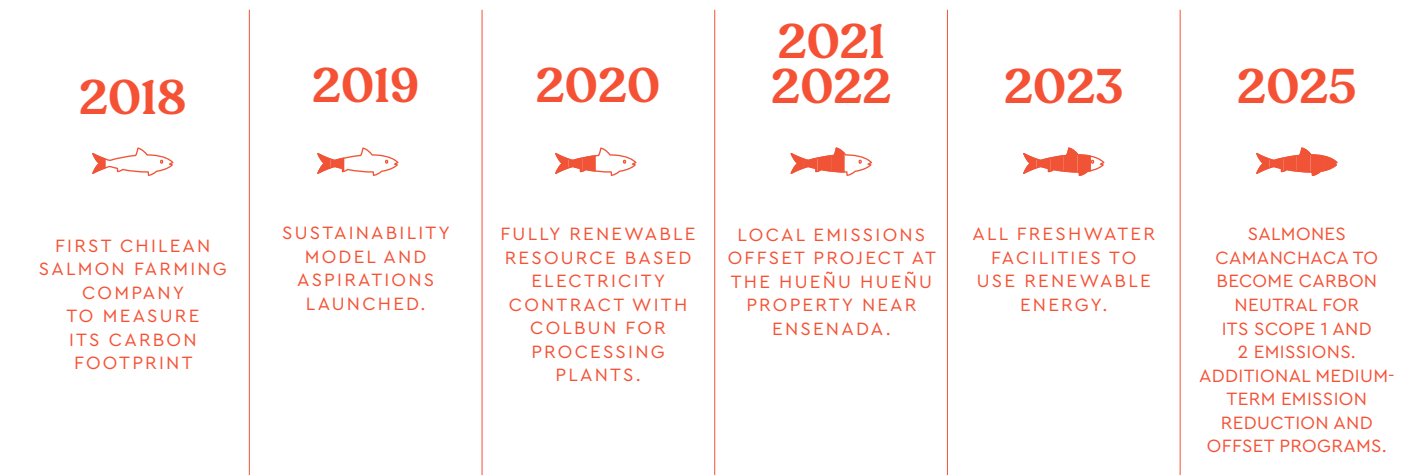 2018
FIRST CHILEAN
SALMON FARMING
COMPANY
TO MEASURE
ITS CARBON
FOOTPRINT
2019
SUSTAINABILITY
MODEL AND
ASPIRATIONS
LAUNCHED.
2020
FULLY RENEWABLE
RESOURCE BASED
ELECTRICITY
CONTRACT WITH
COLBUN FOR
PROCESSING
PLANTS.
2021
2022
LOCAL EMISSIONS
OFFSET PROJECT AT
THE HUEÑU HUEÑU
PROPERTY NEAR
ENSENADA.
2023
ALL FRESHWATER
FACILITIES TO
USE RENEWABLE
ENERGY.
2025
SALMONES
CAMANCHACA TO
BECOME CARBON
NEUTRAL FOR
ITS SCOPE 1 AND
2 EMISSIONS.
ADDITIONAL MEDIUM-
TERM EMISSION
REDUCTION AND
OFFSET PROGRAMS.